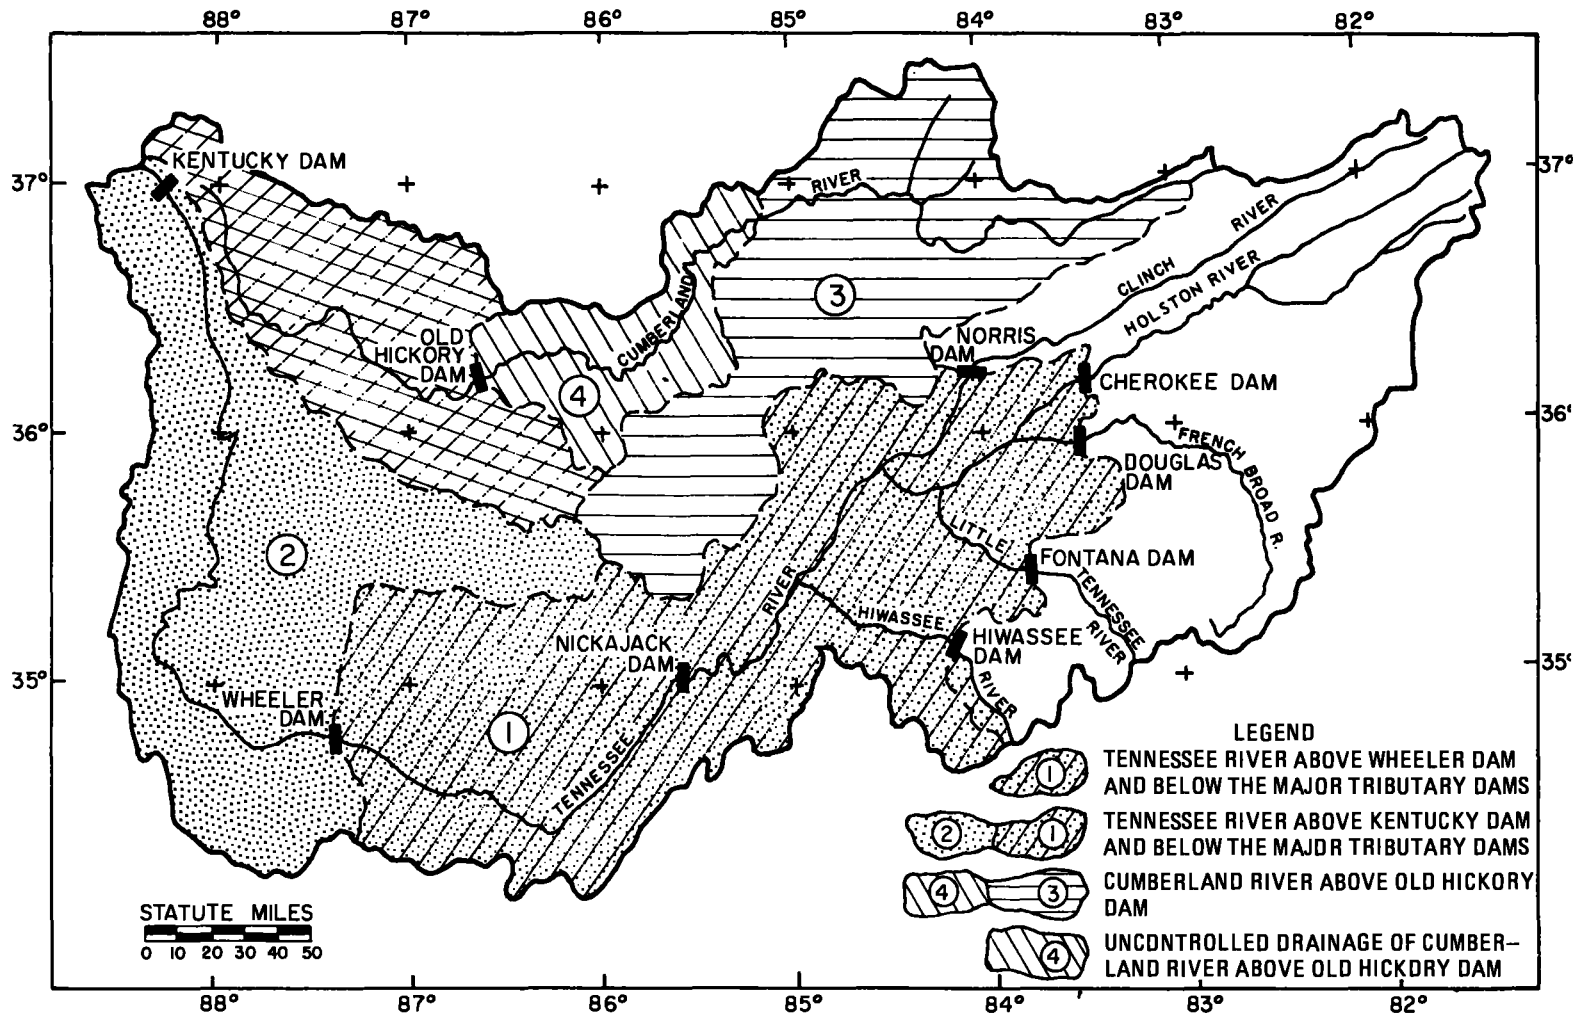 88° 87° 86° 85° 84° 83° 82°
37° 37°
36° 36°
35° 35°
KENTUCKY DAM
RIVER
3
RIVER
CLINCH
HOLSTON RIVER
CUMBERLAND
OLD
HICKORY
DAM
4
NORRIS
DAM
CHEROKEE DAM
FRENCH BROAD R.
DOUGLAS
DAM
2
LITTLE
TENNESSEE
RIVER
FONTANA DAM
RIVER
HIWASSEE
RIVER
HIWASSEE
DAM
NICKAJACK
DAM
WHEELER
DAM
1
TENNESSEE
LEGEND
1 TENNESSEE RIVER ABOVE WHEELER DAM
AND BELOW THE MAJOR TRIBUTARY DAMS
2 1 TENNESSEE RIVER ABOVE KENTUCKY DAM
AND BELOW THE MAJDR TRIBUTARY DAMS
4 3 CUMBERLAND RIVER ABOVE OLD HICKORY
DAM
4 UNCDNTROLLED DRAINAGE OF CUMBER-
LAND RIVER ABOVE OLD HICKDRY DAM
STATUTE MILES
0 10 20 30 40 50
88° 87° 86° 85° 84° 83° 82°